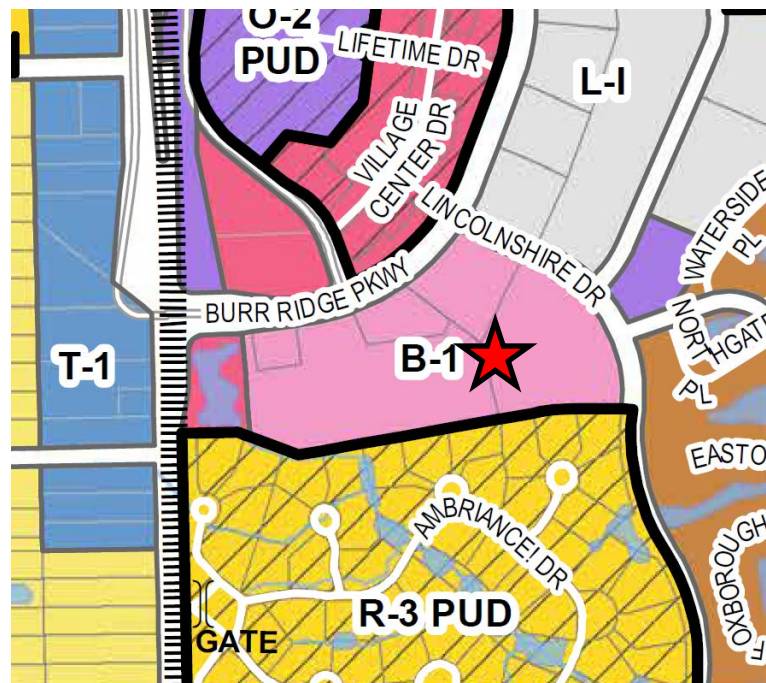 O-2
PUD
LIFETIME DR
L-I
VILLAGE
CENTER DR
LINCOLNSHIRE DR
WATERSIDE
PL
BURR RIDGE PKWY
NORT
HGATE
PL
T-1
B-1
EASTO
AMBRIANCE! DR
FOXBOROUGH
R-3 PUD
GATE